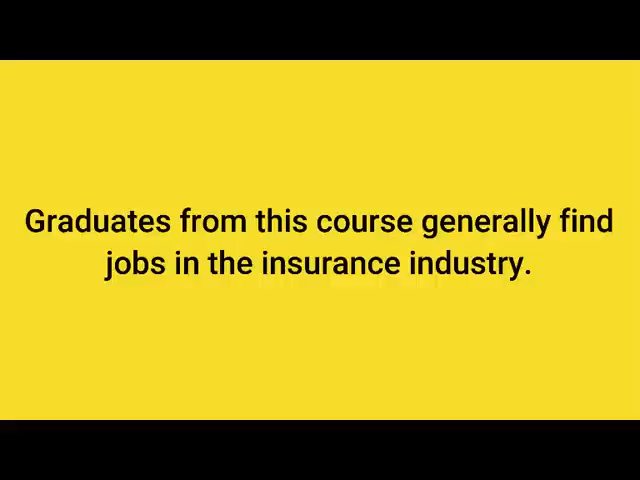 Graduates from this course generally find
jobs in the insurance industry.